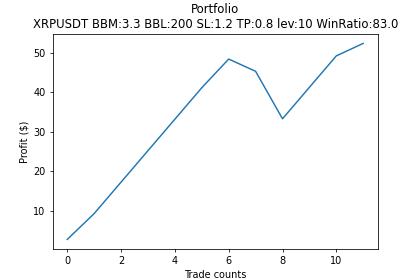 Portfolio
XRPUSDT BBM:3.3 BBL:200 SL:1.2 TP:0.8 lev:10 WinRatio:83.0
Profit ($)
50
40
30
20
10
0 2 4 6 8 10
Trade counts